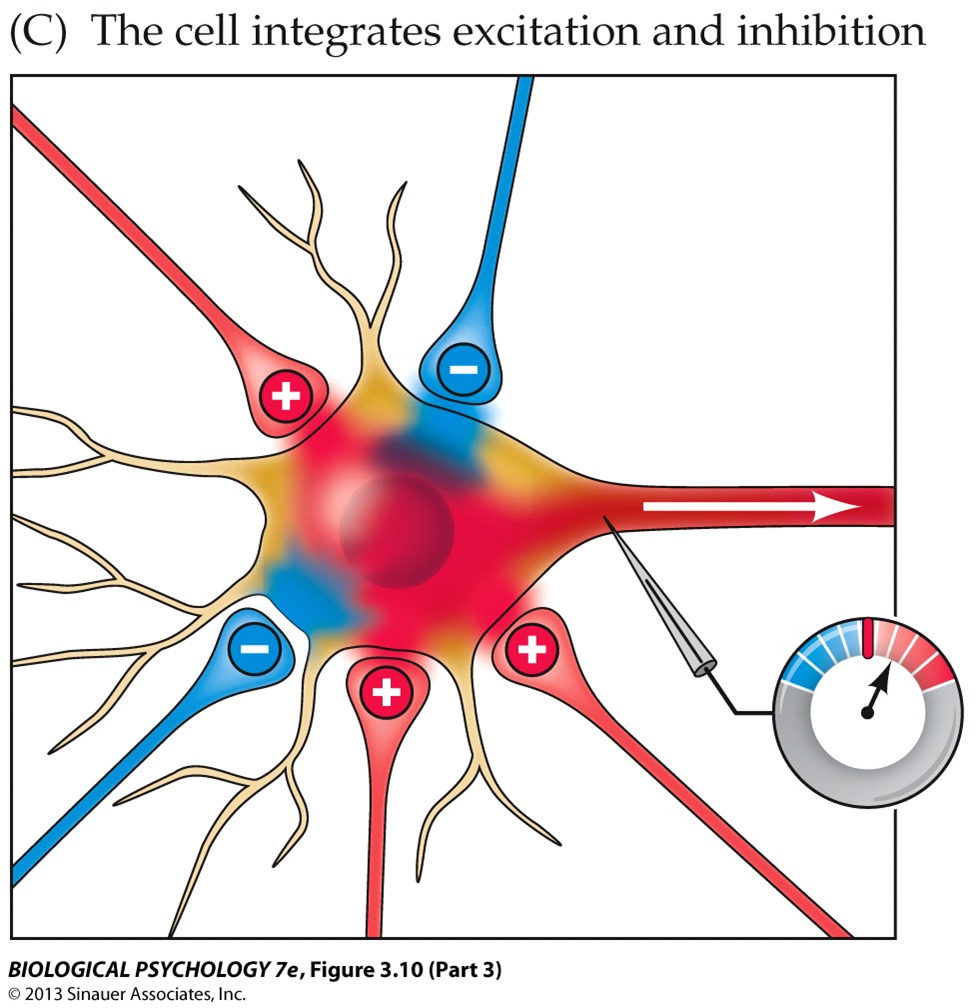 (C) The cell integrates excitation and inhibition
+
−
−
+
+
BIOLOGICAL PSYCHOLOGY 7e, Figure 3.10 (Part 3)
© 2013 Sinauer Associates, Inc.